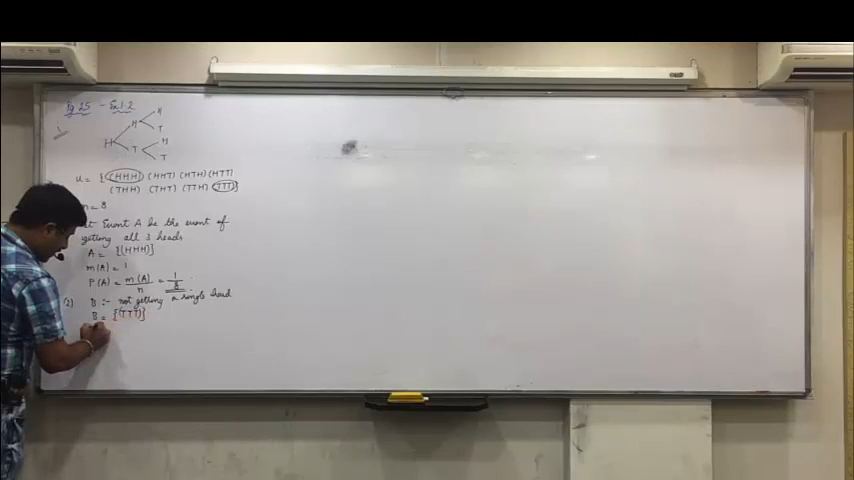 Pg 25 - Ex 1.2
1
H
H
T
H
T
H
T
U = {(HHH) (HHT) (HTH) (HTT)
(THH) (THT) (TTH) (TTT)}
n = 8
Event A be the event of
getting all 3 heads
A = {(HHH)}
m(A) = 1
P(A) = m(A)/n = 1/8
(2) B :- not getting a single head
B = {(TTT)}